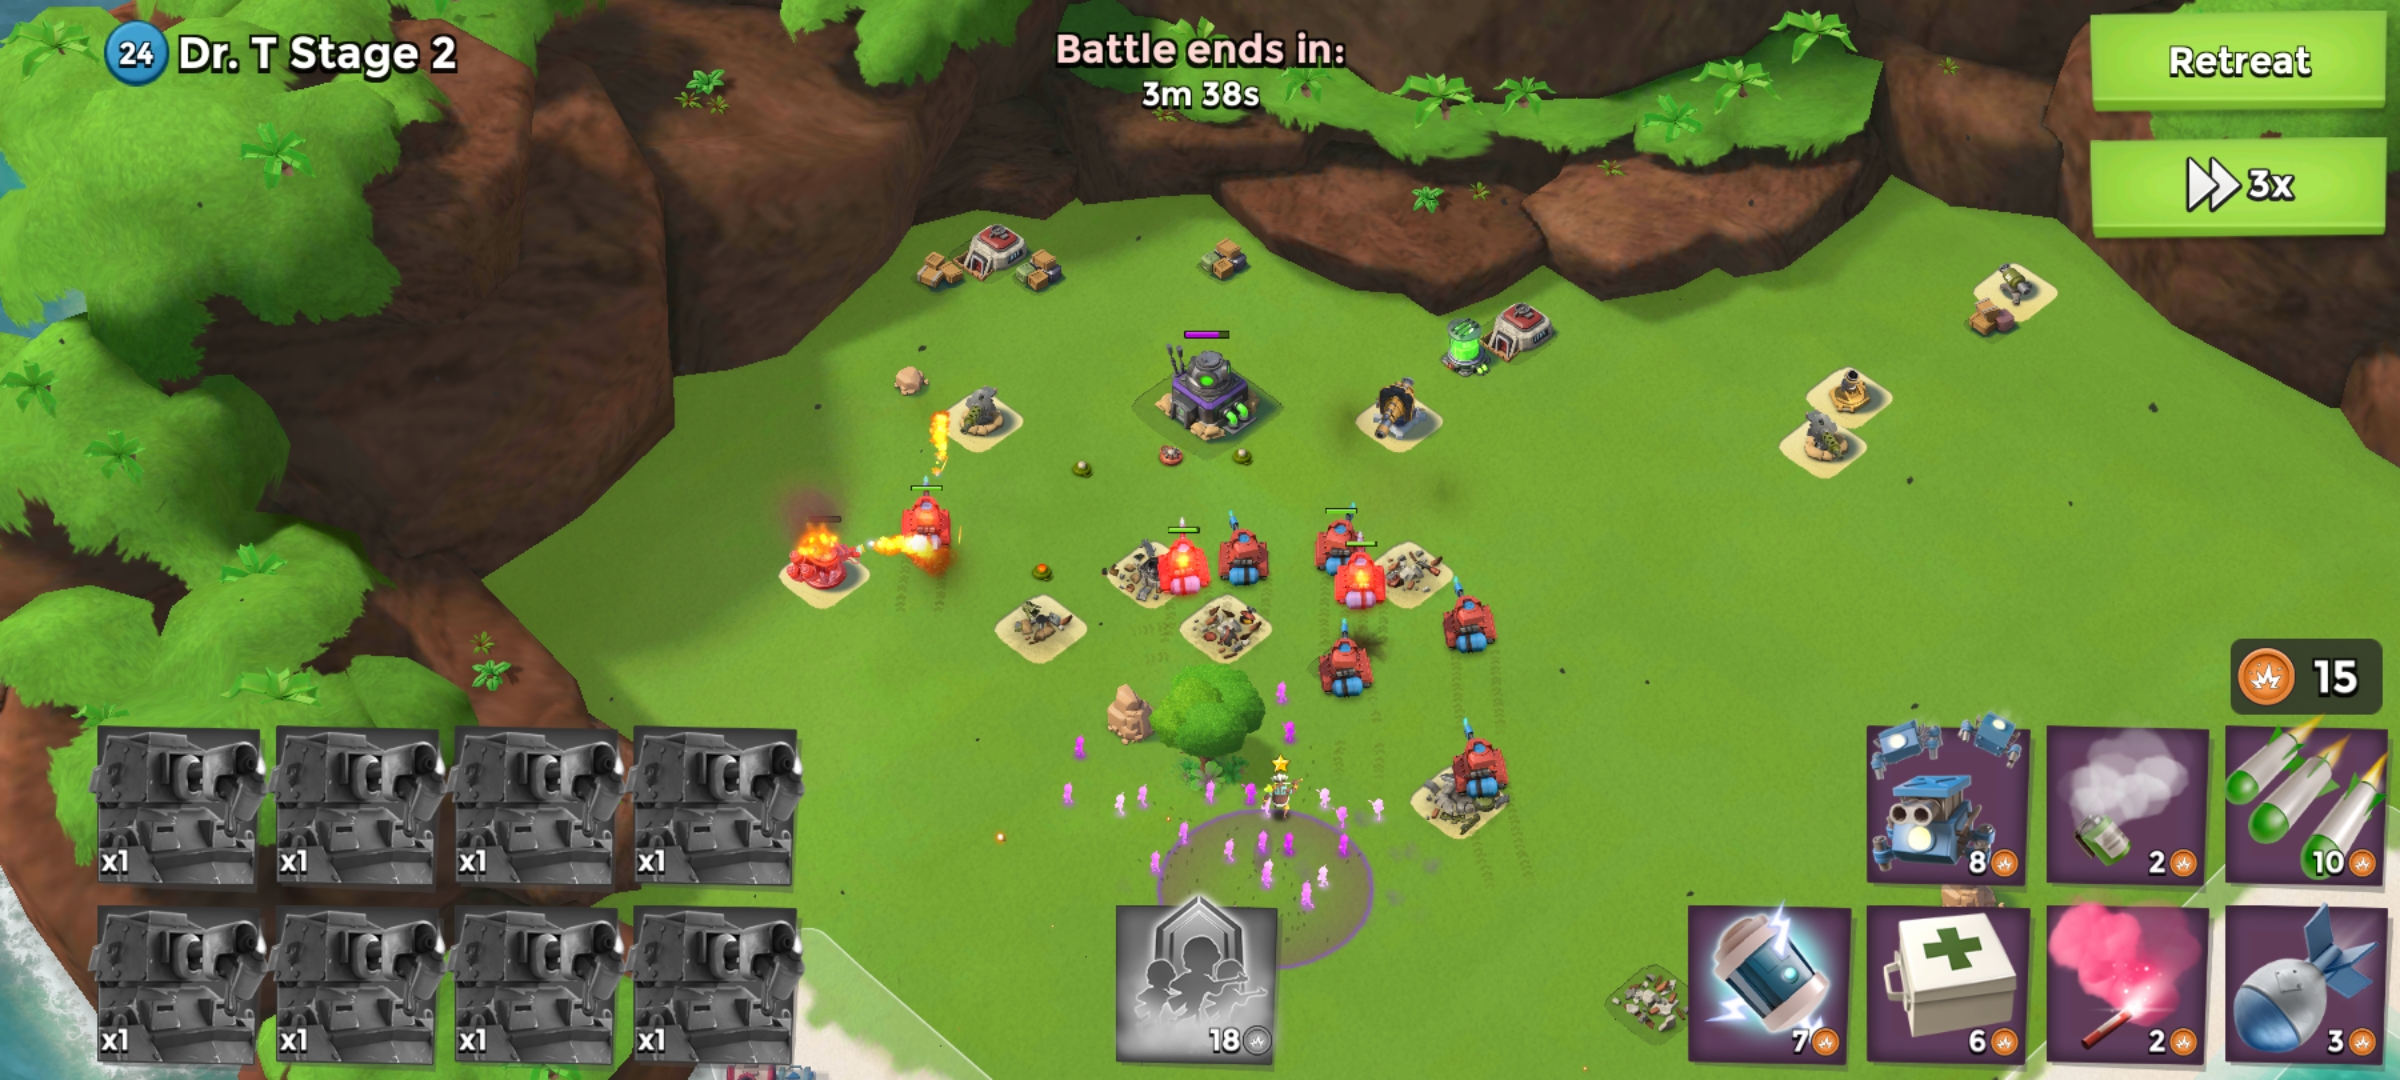 24 Dr. T Stage 2
Battle ends in:
3m 38s
Retreat
3x
15
x1
x1
x1
x1
8
2
10
x1
x1
x1
x1
18
7
6
2
3